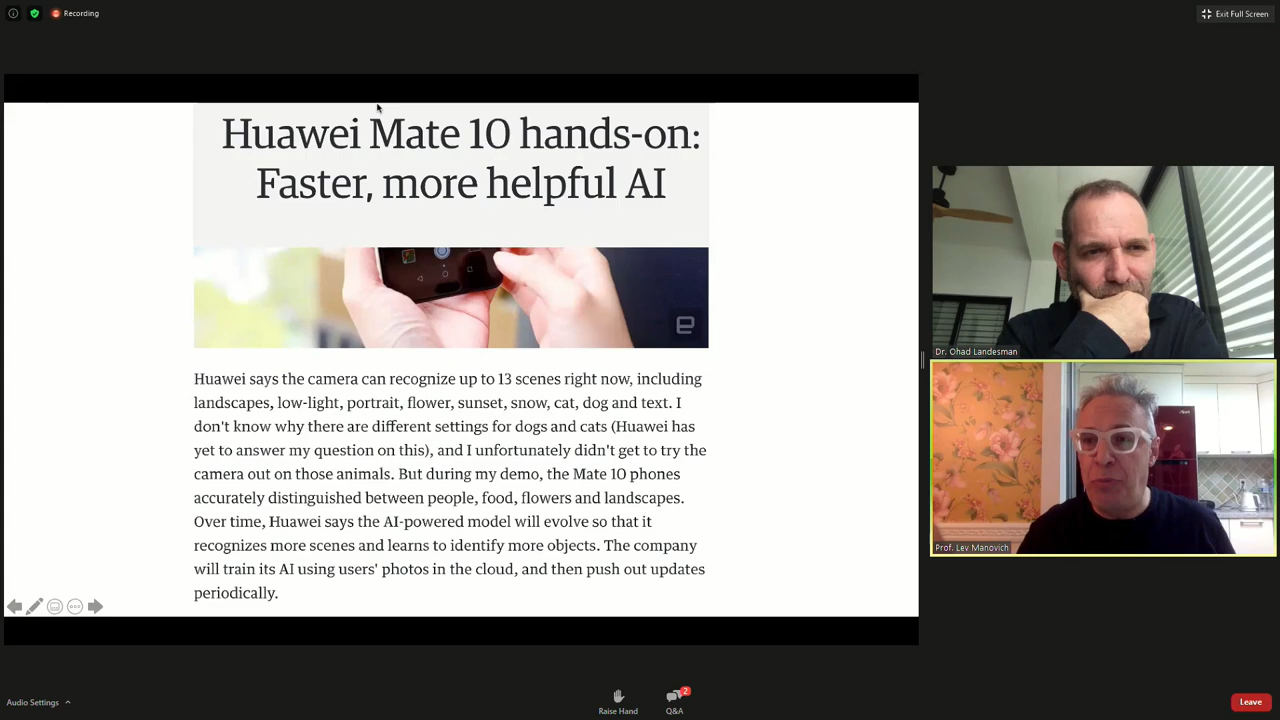 Recording
Exit Full Screen
Huawei Mate 10 hands-on:
Faster, more helpful AI
Huawei says the camera can recognize up to 13 scenes right now, including
landscapes, low-light, portrait, flower, sunset, snow, cat, dog and text. I
don't know why there are different settings for dogs and cats (Huawei has
yet to answer my question on this), and I unfortunately didn't get to try the
camera out on those animals. But during my demo, the Mate 10 phones
accurately distinguished between people, food, flowers and landscapes.
Over time, Huawei says the AI-powered model will evolve so that it
recognizes more scenes and learns to identify more objects. The company
will train its AI using users' photos in the cloud, and then push out updates
periodically.
Dr. Ohad Landesman
Prof. Lev Manovich
Audio Settings
Raise Hand
2
Q&A
Leave